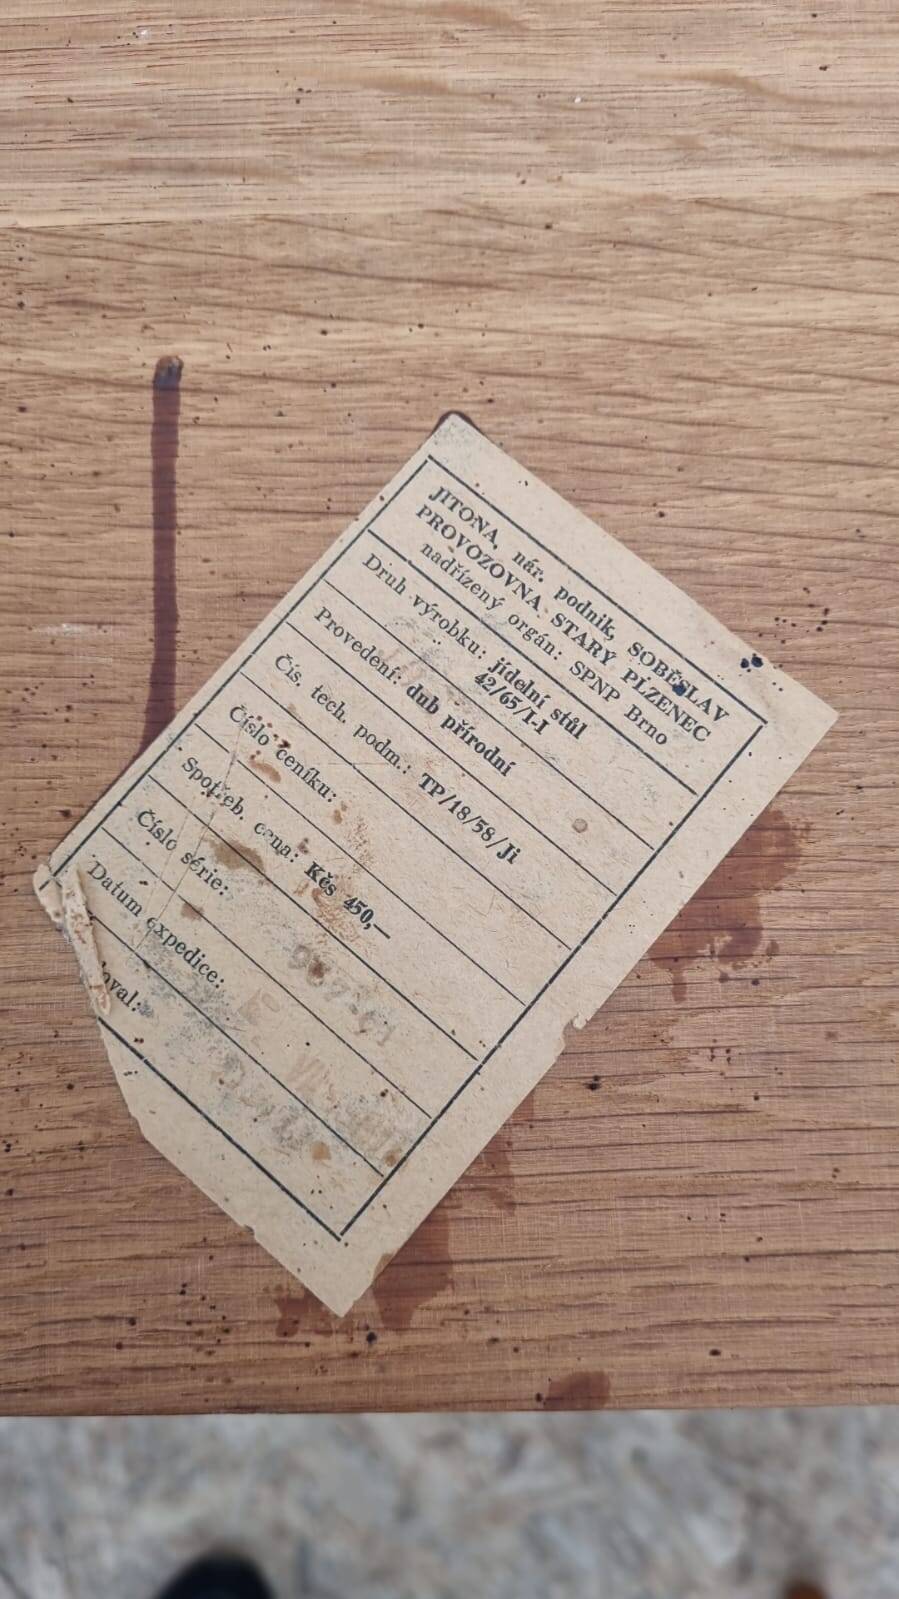 JITONA, nár. podnik, SOBĚSLAV
PROVOZOVNA STARÝ PLZENEC
nadřízený orgán: SPNP Brno
Druh výrobku: jídelní stůl
42/65/I-I
Provedení: dub přírodní
Čís. tech. podm.: TP/18/58/Ji
Číslo ceníku:
Spotřeb. cena: Kčs 450,—
Číslo série:
Datum expedice:
oval: